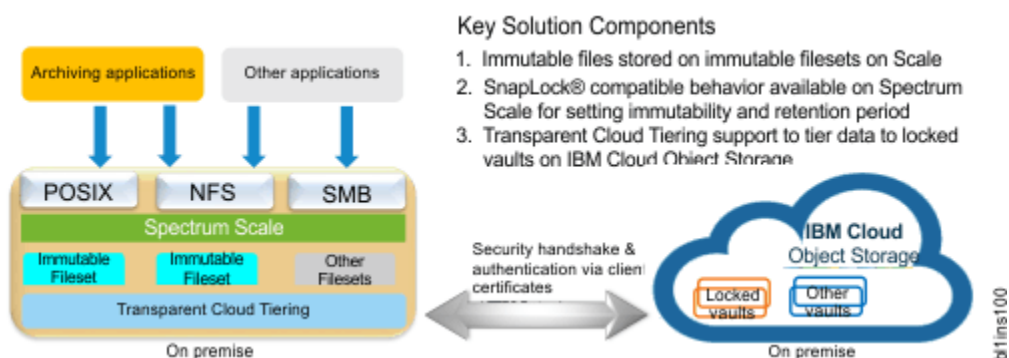 Key Solution Components
1. Immutable files stored on immutable filesets on Scale
2. SnapLock® compatible behavior available on Spectrum
Scale for setting immutability and retention period
3. Transparent Cloud Tiering support to tier data to locked
vaults on IBM Cloud Object Storage
Archiving applications
Other applications
POSIX
NFS
SMB
Spectrum Scale
Immutable
Fileset
Immutable
Fileset
Other
Filesets
Transparent Cloud Tiering
On premise
Security handshake &
authentication via client
certificates
IBM Cloud
Object Storage
Locked
vaults
Other
vaults
On premise